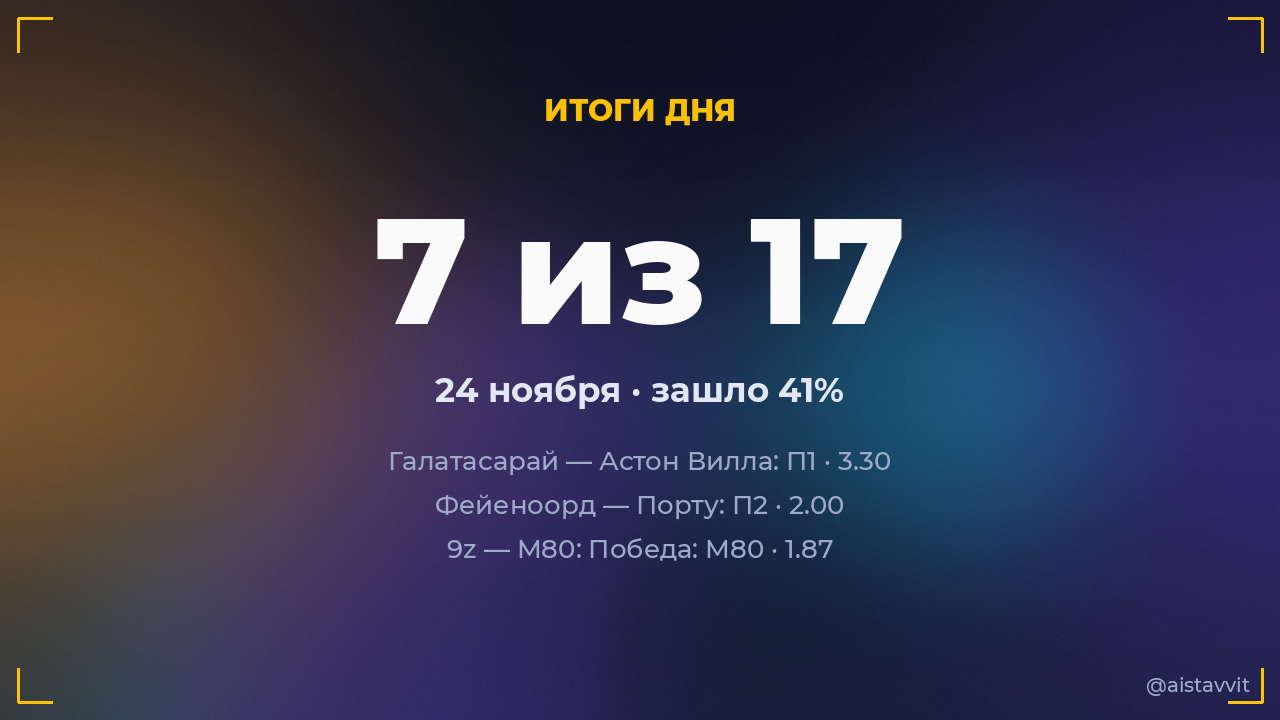 ИТОГИ ДНЯ
7 из 17
24 ноября · зашло 41%
Галатасарай — Астон Вилла: П1 · 3.30
Фейеноорд — Порту: П2 · 2.00
9z — M80: Победа: M80 · 1.87
@aistavvit